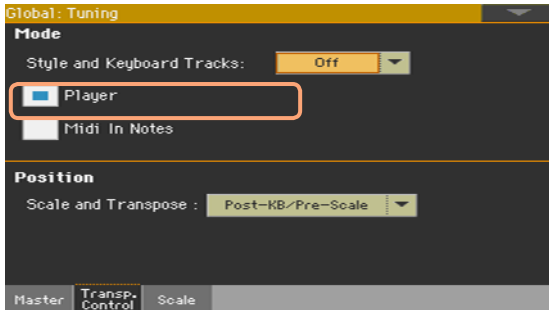 Global: Tuning
Mode
Style and Keyboard Tracks: Off
Player
Midi In Notes
Position
Scale and Transpose : Post-KB/Pre-Scale
Master Transp. Control Scale